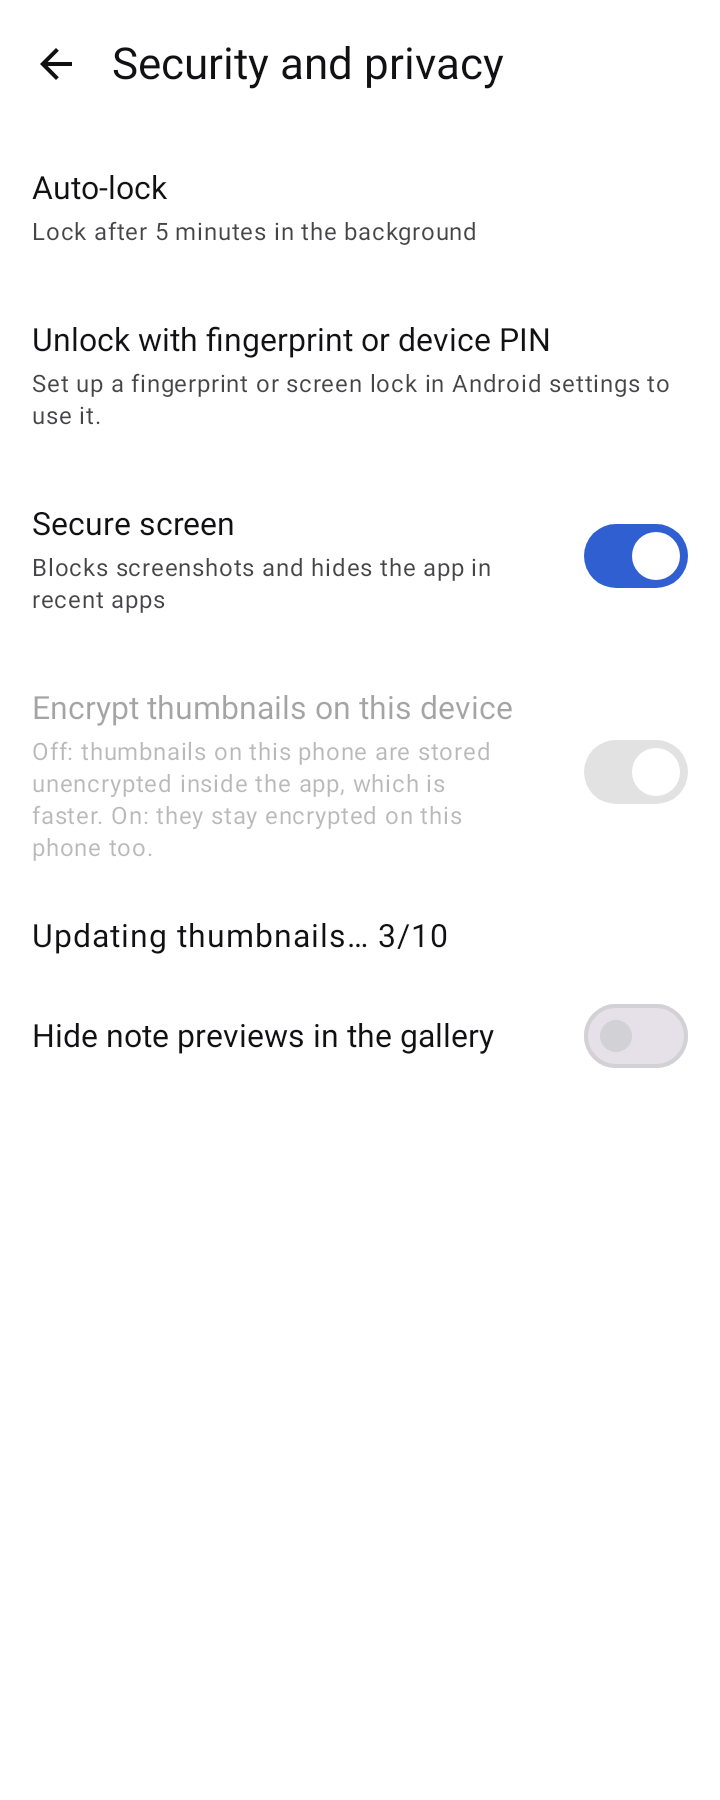 Security and privacy
Auto-lock
Lock after 5 minutes in the background
Unlock with fingerprint or device PIN
Set up a fingerprint or screen lock in Android settings to
use it.
Secure screen
Blocks screenshots and hides the app in
recent apps
Encrypt thumbnails on this device
Off: thumbnails on this phone are stored
unencrypted inside the app, which is
faster. On: they stay encrypted on this
phone too.
Updating thumbnails… 3/10
Hide note previews in the gallery